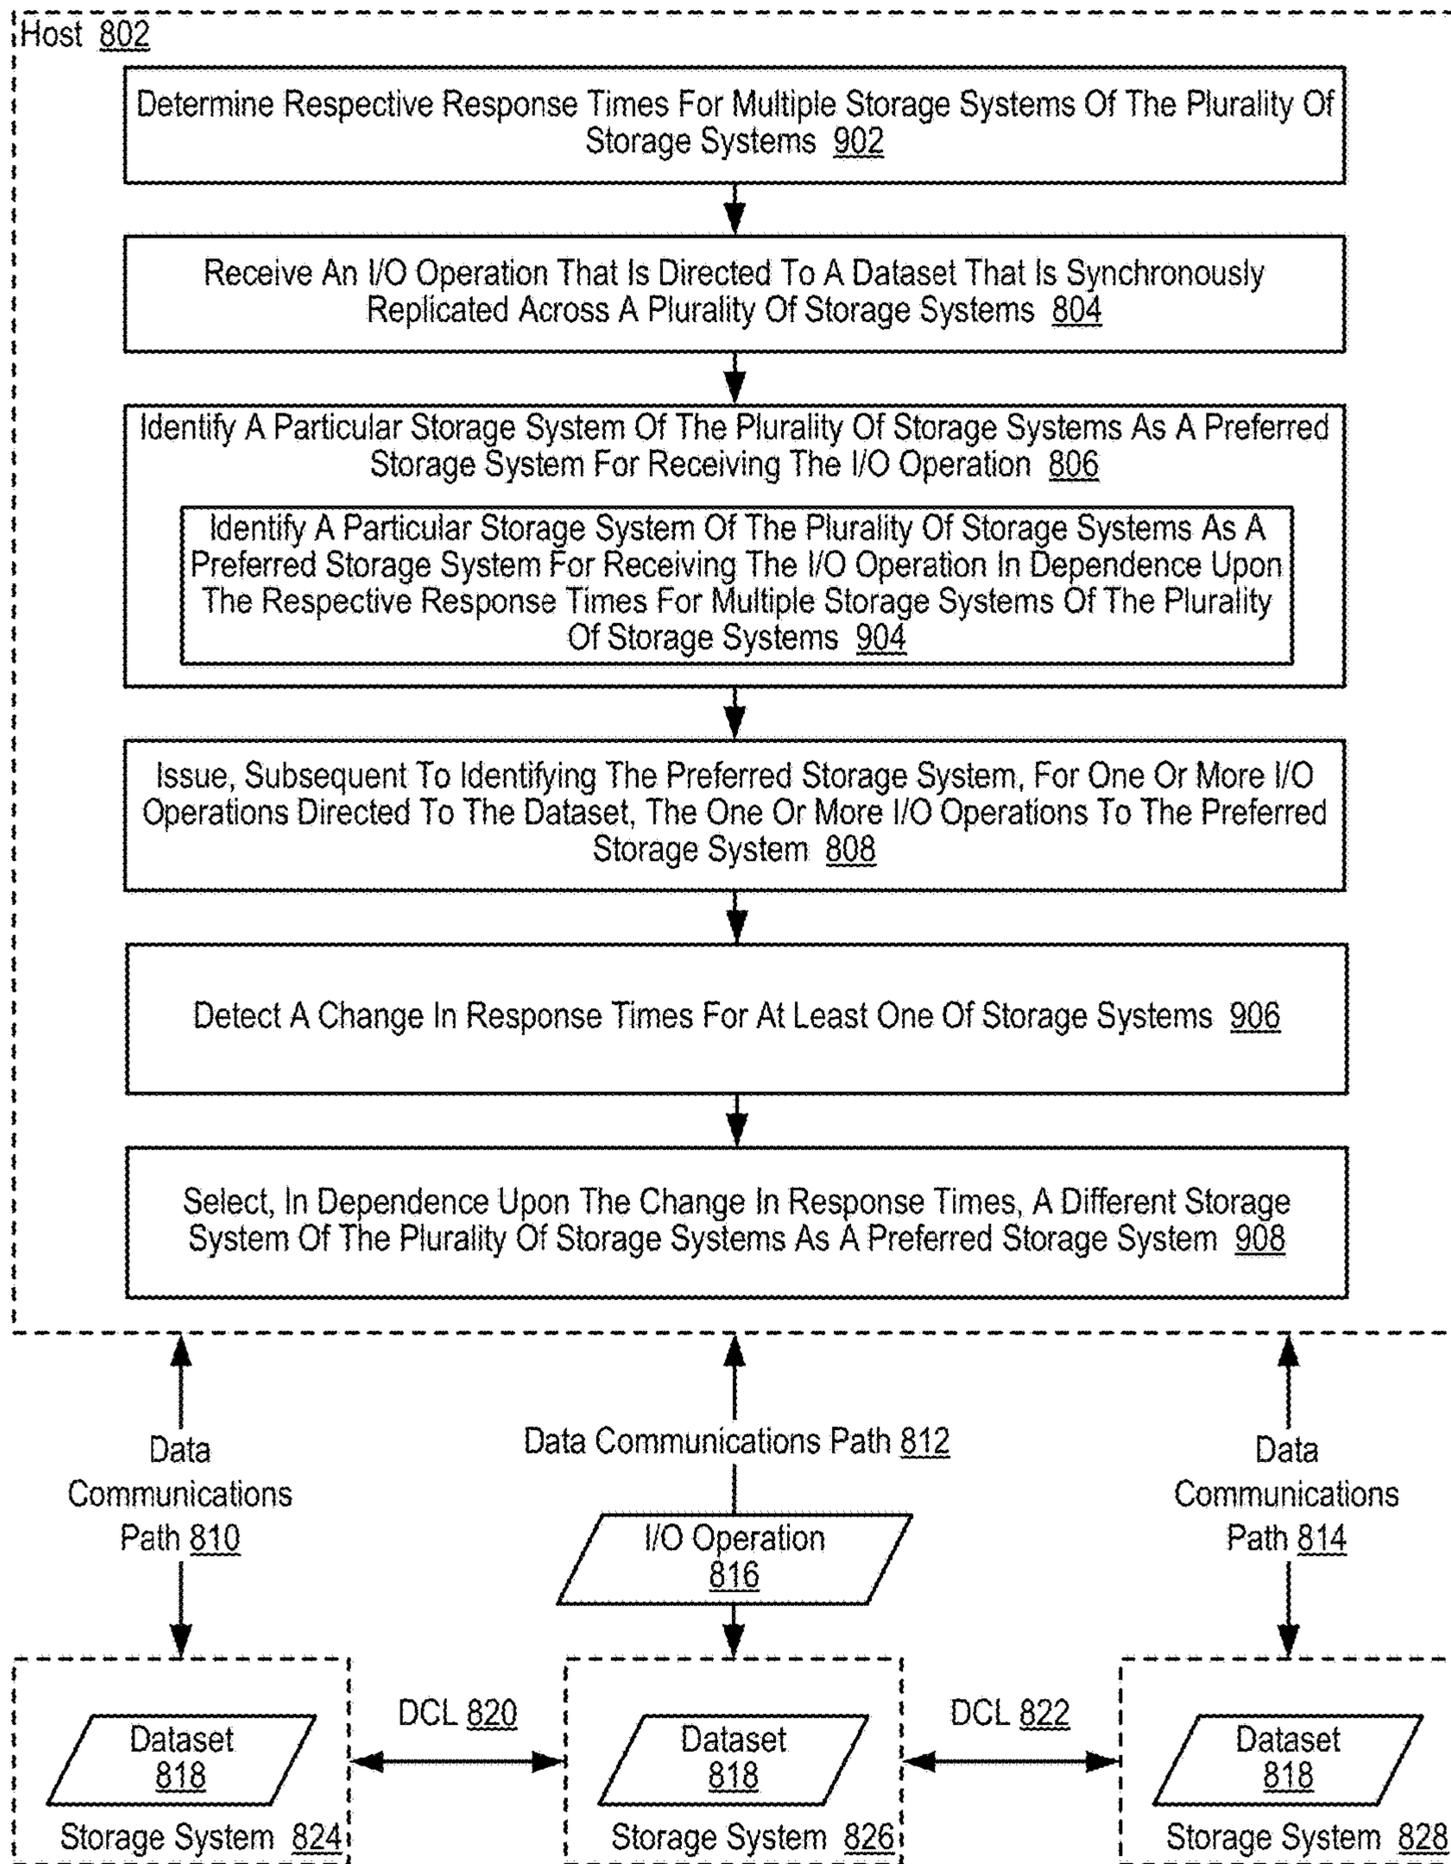 Host 802
Determine Respective Response Times For Multiple Storage Systems Of The Plurality Of
Storage Systems 902
Receive An I/O Operation That Is Directed To A Dataset That Is Synchronously
Replicated Across A Plurality Of Storage Systems 804
Identify A Particular Storage System Of The Plurality Of Storage Systems As A Preferred
Storage System For Receiving The I/O Operation 806
Identify A Particular Storage System Of The Plurality Of Storage Systems As A
Preferred Storage System For Receiving The I/O Operation In Dependence Upon
The Respective Response Times For Multiple Storage Systems Of The Plurality
Of Storage Systems 904
Issue, Subsequent To Identifying The Preferred Storage System, For One Or More I/O
Operations Directed To The Dataset, The One Or More I/O Operations To The Preferred
Storage System 808
Detect A Change In Response Times For At Least One Of Storage Systems 906
Select, In Dependence Upon The Change In Response Times, A Different Storage
System Of The Plurality Of Storage Systems As A Preferred Storage System 908
Data
Communications
Path 810
Data Communications Path 812
I/O Operation
816
Data
Communications
Path 814
Dataset
818
Storage System 824
DCL 820
Dataset
818
Storage System 826
DCL 822
Dataset
818
Storage System 828